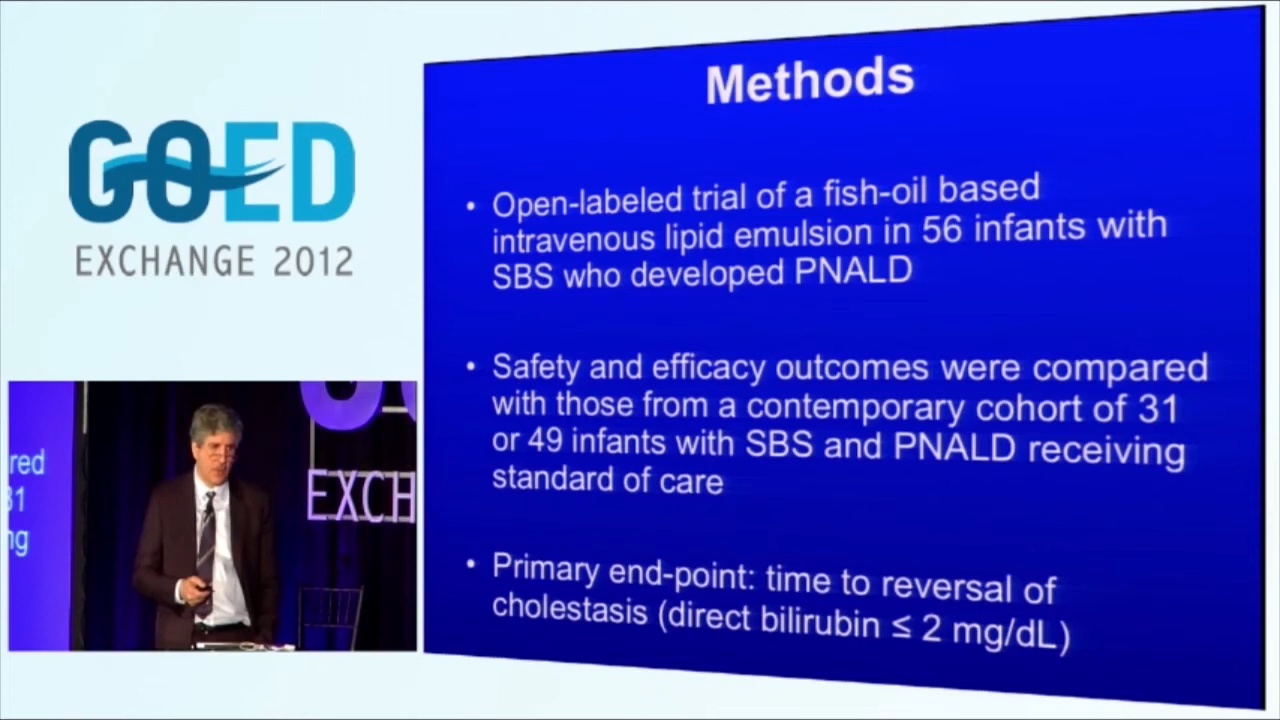 GOED
EXCHANGE 2012
Methods
• Open-labeled trial of a fish-oil based
intravenous lipid emulsion in 56 infants with
SBS who developed PNALD
• Safety and efficacy outcomes were compared
with those from a contemporary cohort of 31
or 49 infants with SBS and PNALD receiving
standard of care
• Primary end-point: time to reversal of
cholestasis (direct bilirubin ≤ 2 mg/dL)
red
31
ng
EXCH